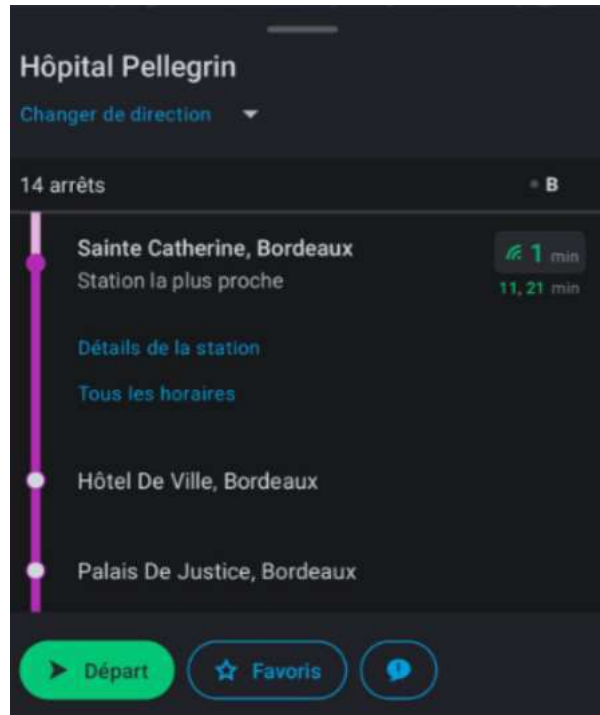 Hôpital Pellegrin
Changer de direction
14 arrêts
B
Sainte Catherine, Bordeaux
1 min
Station la plus proche
11, 21 min
Détails de la station
Tous les horaires
Hôtel De Ville, Bordeaux
Palais De Justice, Bordeaux
Départ
Favoris